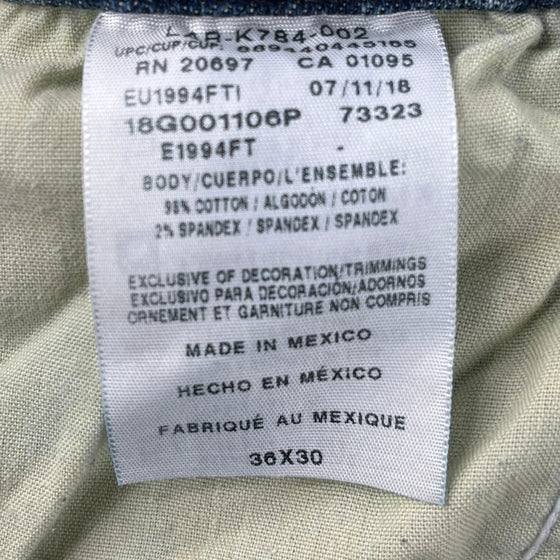 RN 20697 CA 01095
EU1994FTI 07/11/18
18G001106P 73323
E1994FT -
BODY/CUERPO/L'ENSEMBLE:
98% COTTON / ALGODÓN / COTON
2% SPANDEX / SPANDEX / SPANDEX
EXCLUSIVE OF DECORATION/TRIMMINGS
EXCLUSIVO PARA DECORACIÓN/ADORNOS
ORNEMENT ET GARNITURE NON COMPRIS
MADE IN MEXICO
HECHO EN MÉXICO
FABRIQUÉ AU MEXIQUE
36X30